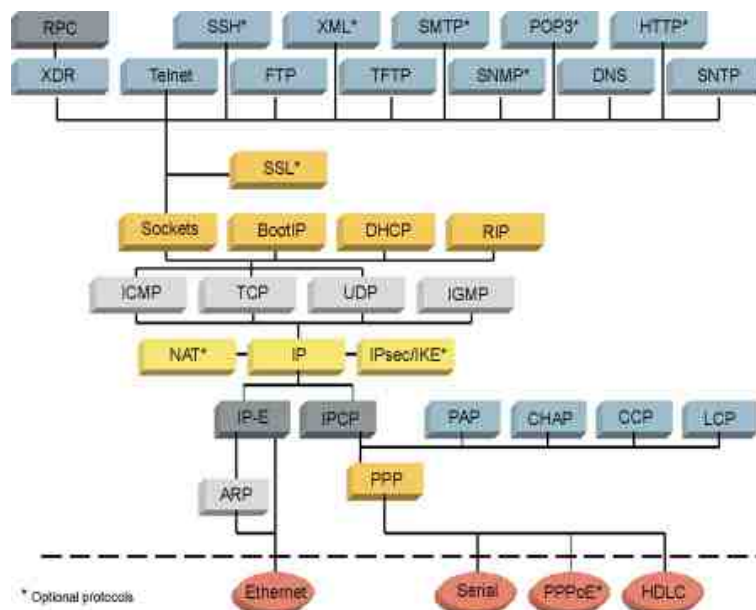 RPC SSH* XML* SMTP* POP3* HTTP*
XDR Telnet FTP TFTP SNMP* DNS SNTP
SSL*
Sockets BootIP DHCP RIP
ICMP TCP UDP IGMP
NAT* IP IPsec/IKE*
IP-E IPCP PAP CHAP CCP LCP
ARP PPP
* Optional protocols Ethernet Serial PPPoE* HDLC